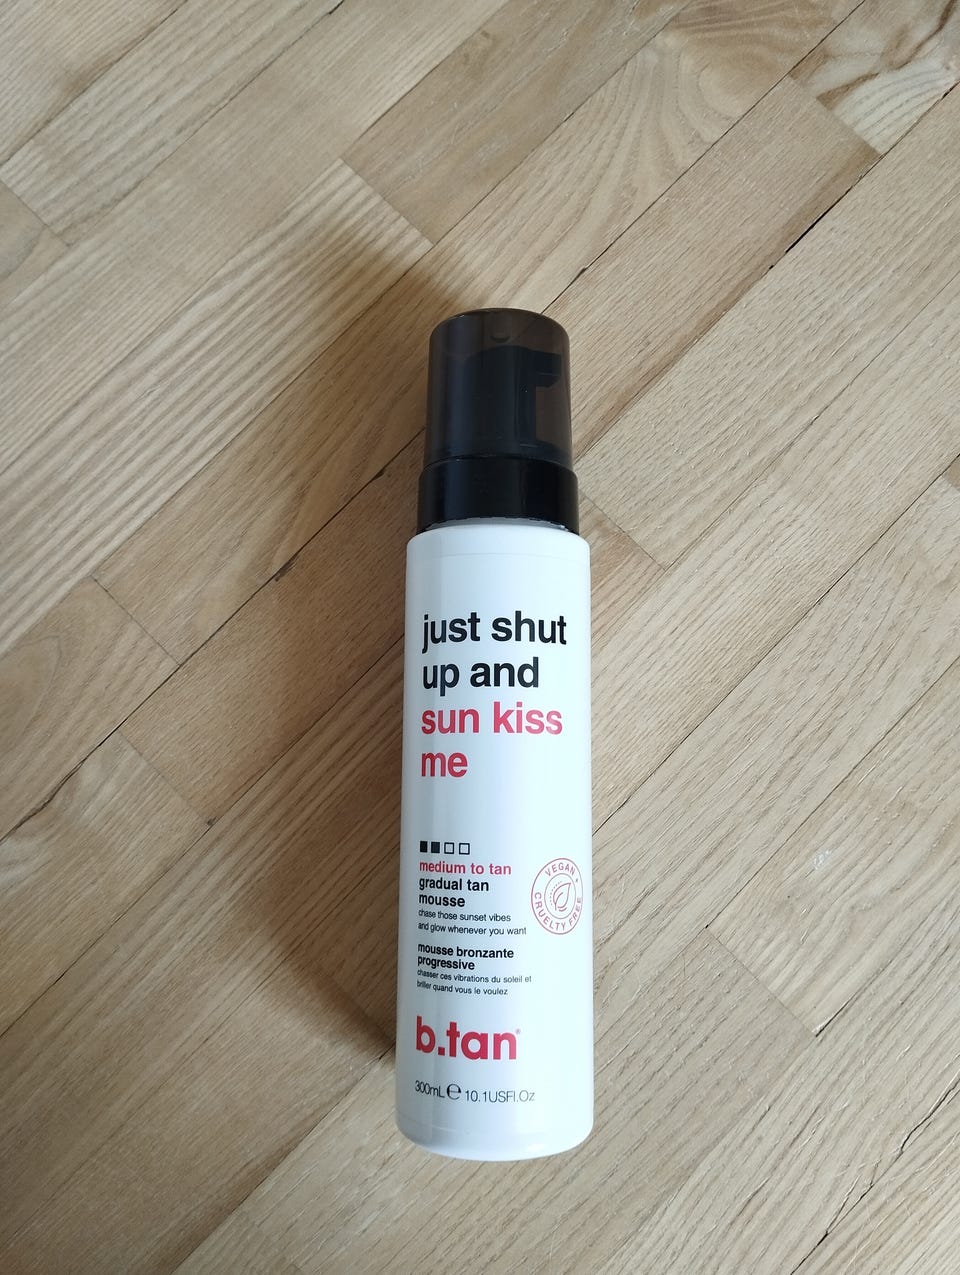 just shut
up and
sun kiss
me
medium to tan
gradual tan
mousse
chase those sunset vibes
and glow whenever you want
mousse bronzante
progressive
chasser ces vibrations du soleil et
briller quand vous le voulez
VEGAN +
CRUELTY FREE
b.tan®
300mL ℮ 10.1USFl.Oz